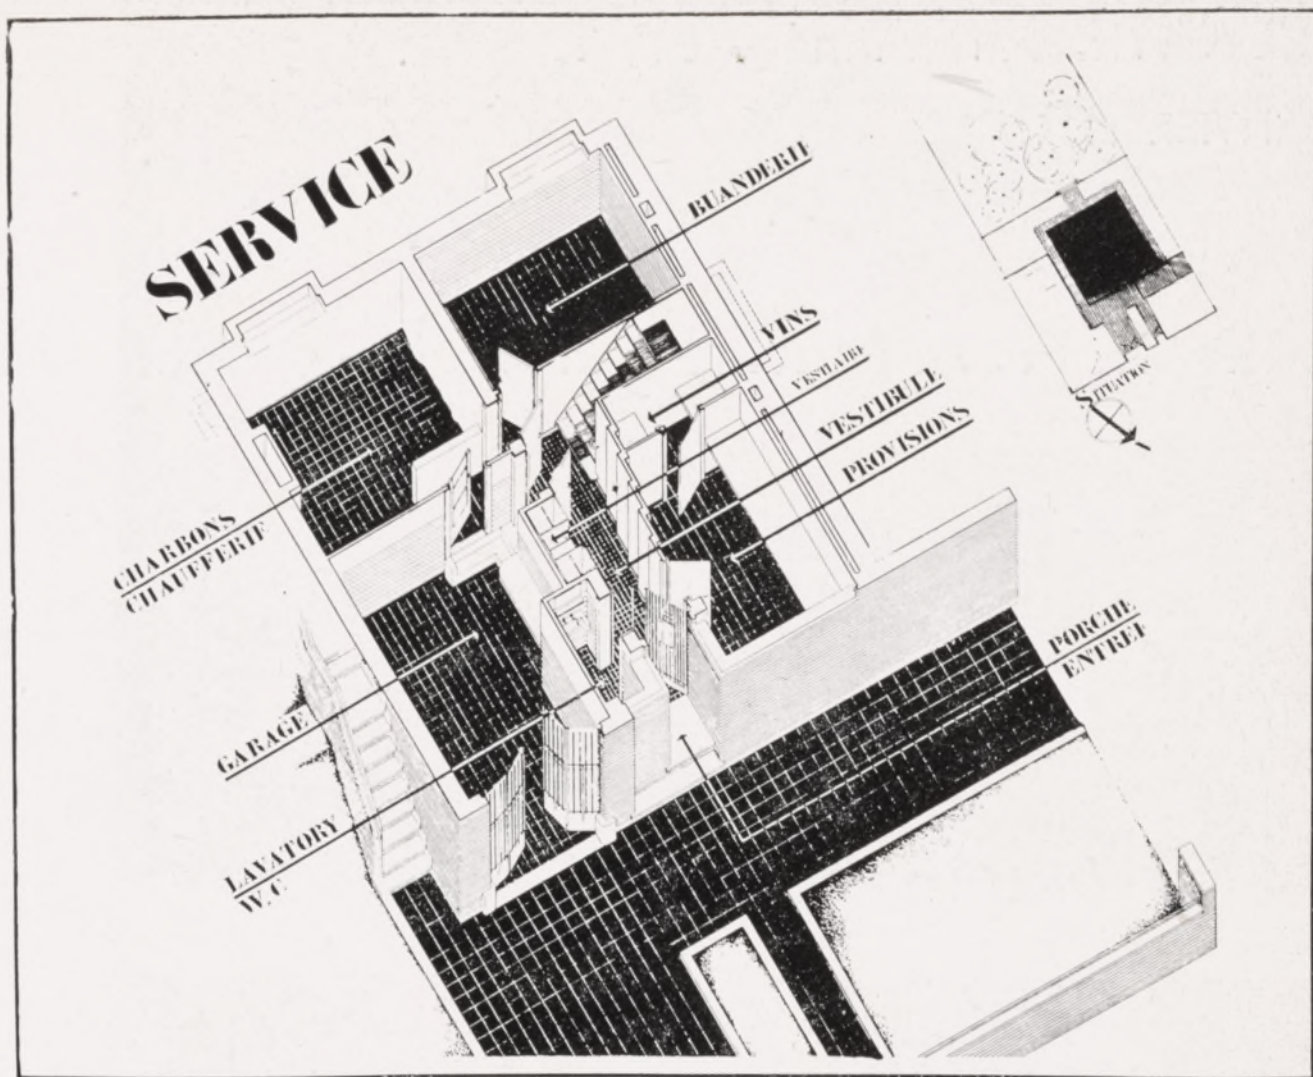 SERVICE
BUANDERIE
VINS
VESTIAIRE
VESTIBULE
PROVISIONS
SITUATION
CHARBONS
CHAUFFERIE
PORCHE
ENTREE
GARAGE
LAVATORY
W.C